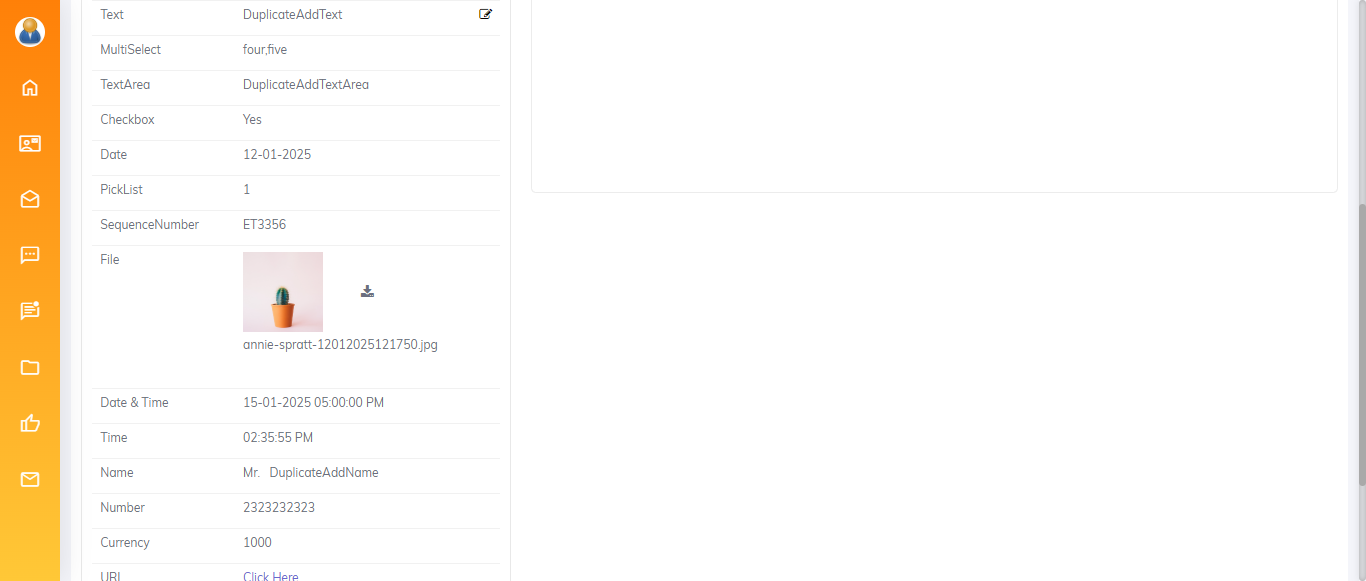 Text DuplicateAddText
MultiSelect four,five
TextArea DuplicateAddTextArea
Checkbox Yes
Date 12-01-2025
PickList 1
SequenceNumber ET3356
File
annie-spratt-12012025121750.jpg
Date & Time 15-01-2025 05:00:00 PM
Time 02:35:55 PM
Name Mr. DuplicateAddName
Number 2323232323
Currency 1000
URL Click Here